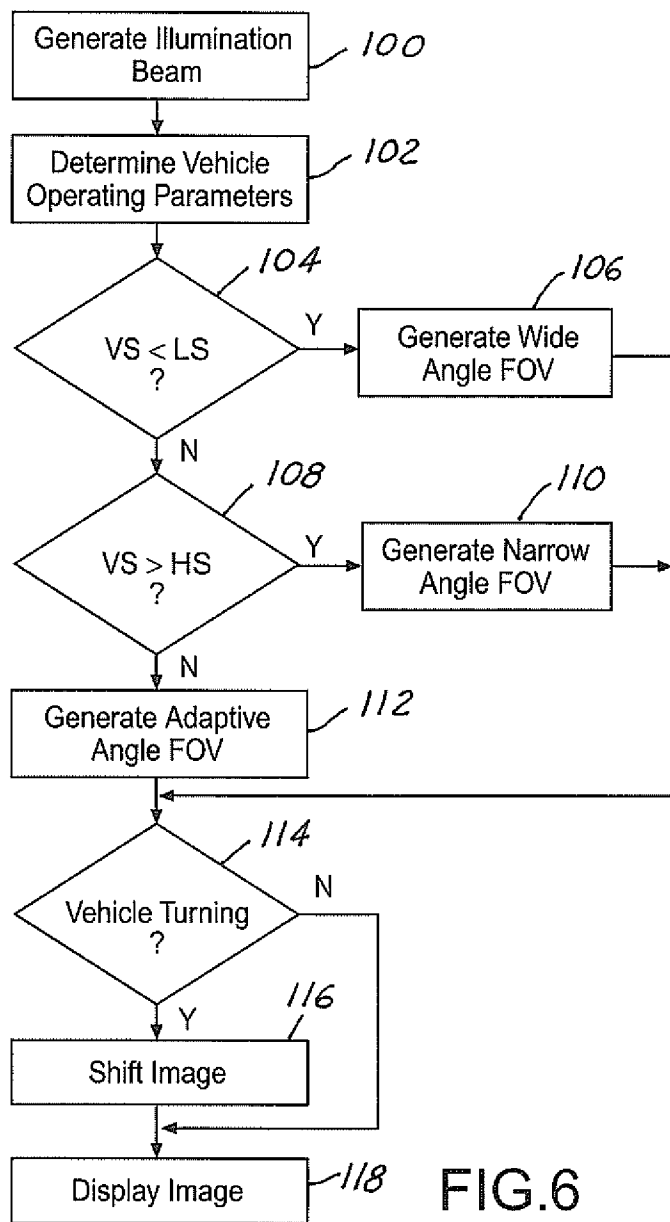 Generate Illumination
Beam
100
Determine Vehicle
Operating Parameters
102
104
VS < LS
?
Y
106
Generate Wide
Angle FOV
N
108
VS > HS
?
Y
110
Generate Narrow
Angle FOV
N
Generate Adaptive
Angle FOV
112
114
Vehicle Turning
?
N
Y
116
Shift Image
Display Image
118
FIG.6